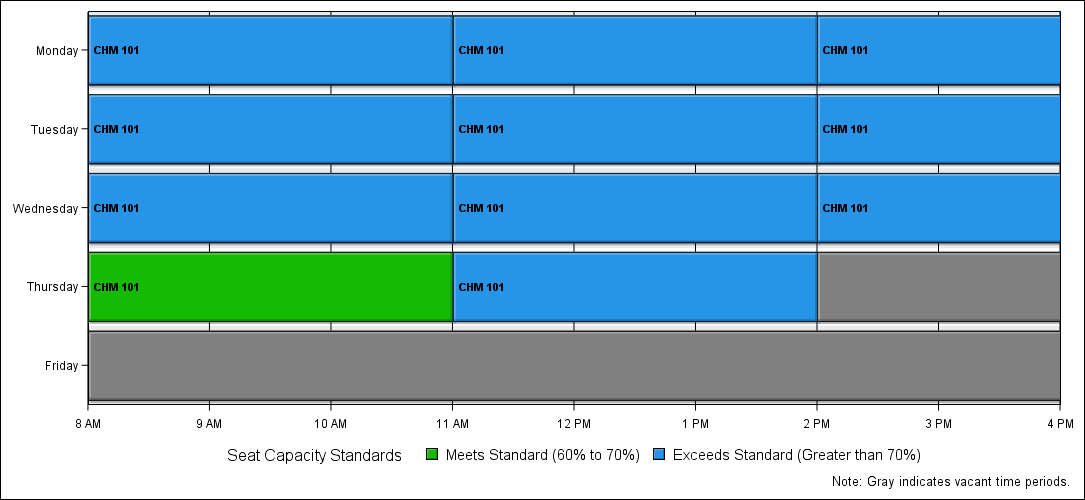 Monday CHM 101 CHM 101 CHM 101
Tuesday CHM 101 CHM 101 CHM 101
Wednesday CHM 101 CHM 101 CHM 101
Thursday CHM 101 CHM 101
Friday
8 AM 9 AM 10 AM 11 AM 12 PM 1 PM 2 PM 3 PM 4 PM
Seat Capacity Standards Meets Standard (60% to 70%) Exceeds Standard (Greater than 70%)
Note: Gray indicates vacant time periods.